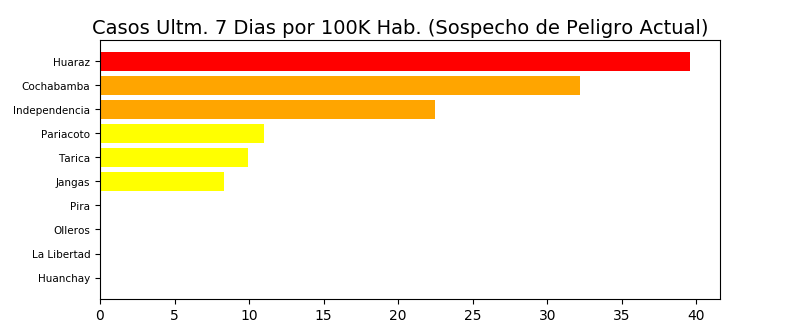 Casos Ultm. 7 Dias por 100K Hab. (Sospecho de Peligro Actual)
Huaraz
Cochabamba
Independencia
Pariacoto
Tarica
Jangas
Pira
Olleros
La Libertad
Huanchay
0 5 10 15 20 25 30 35 40